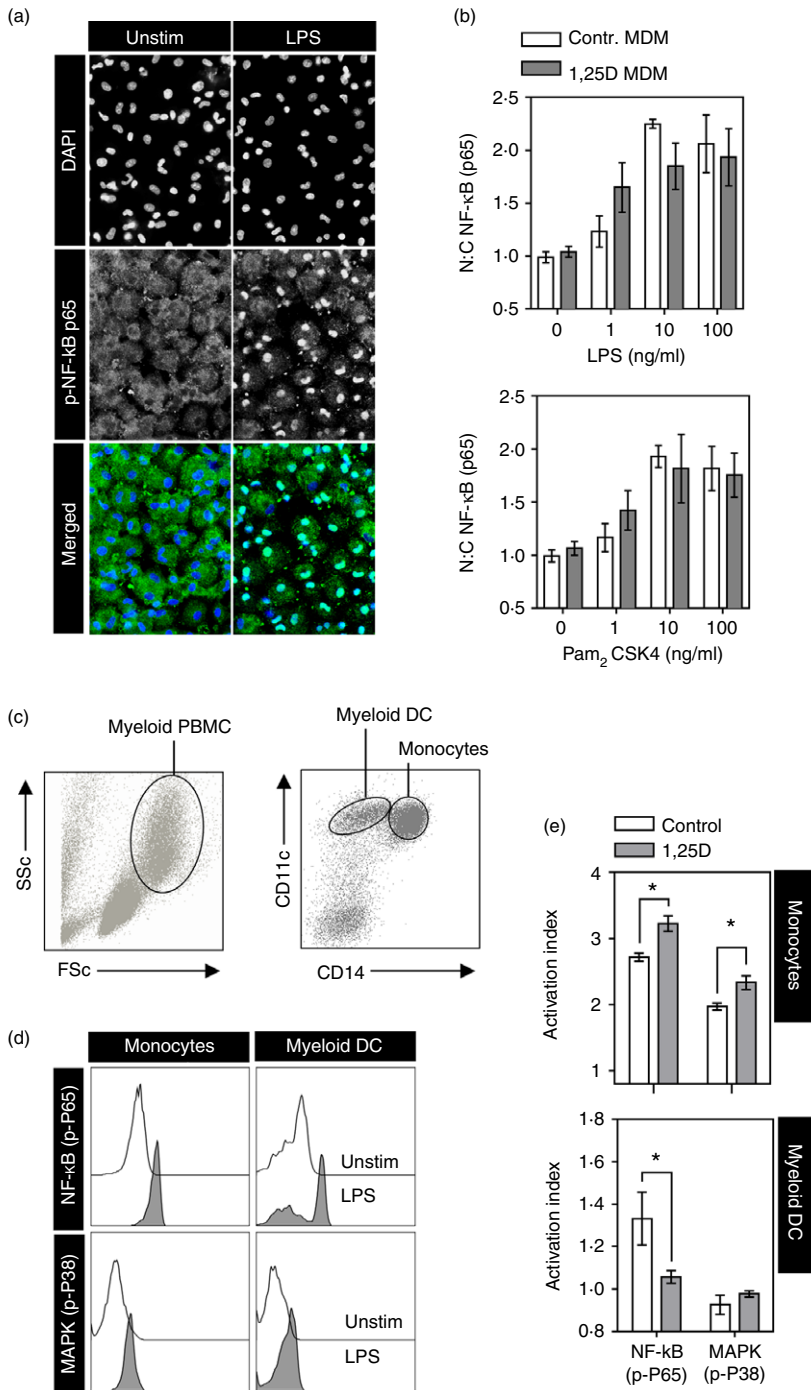 (a)
Unstim
LPS
DAPI
p-NF-kB p65
Merged
(b)
Contr. MDM
1,25D MDM
N:C NF-κB (p65)
2·5
2·0
1·5
1·0
0·5
0
1
10
100
LPS (ng/ml)
N:C NF-κB (p65)
2·5
2·0
1·5
1·0
0·5
0
1
10
100
Pam₂ CSK4 (ng/ml)
(c)
Myeloid PBMC
SSc
FSc
Myeloid DC
Monocytes
CD11c
CD14
(d)
Monocytes
Myeloid DC
NF-κB (p-P65)
Unstim
LPS
MAPK (p-P38)
Unstim
LPS
(e)
Control
1,25D
Activation index
4
3
2
1
*
*
Monocytes
Activation index
1·8
1·6
1·4
1·2
1·0
0·8
*
Myeloid DC
NF-kB
(p-P65)
MAPK
(p-P38)